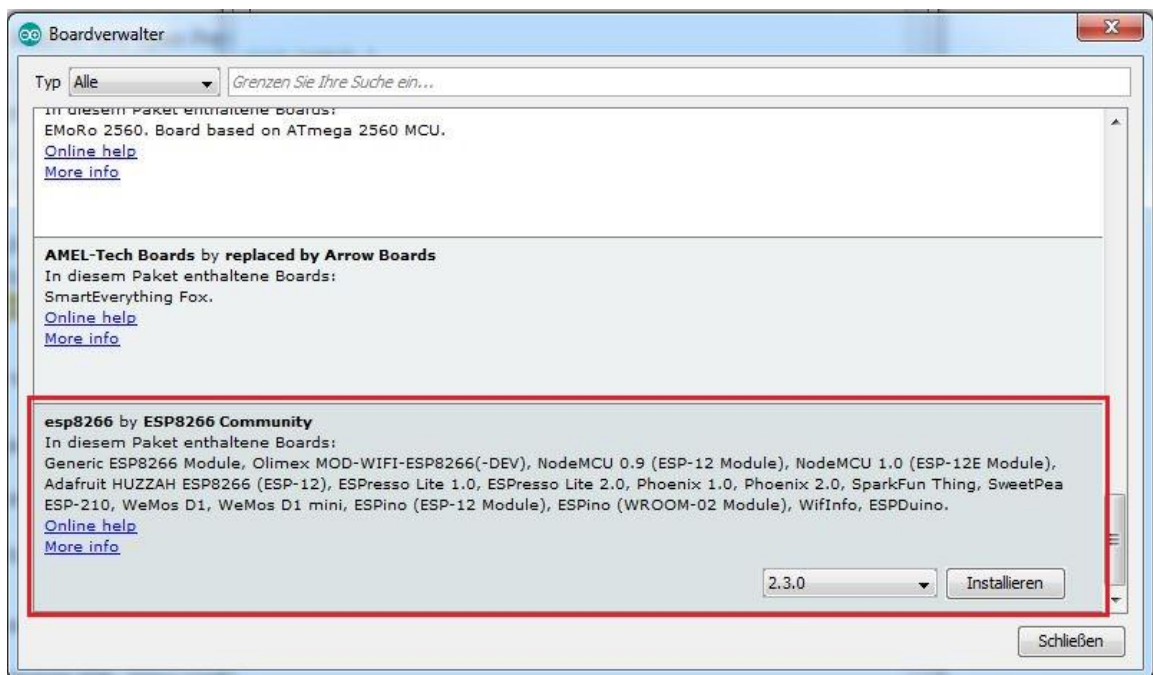 Boardverwalter
Typ Alle Grenzen Sie Ihre Suche ein...
In diesem Paket enthaltene Boards:
EMoRo 2560. Board based on ATmega 2560 MCU.
Online help
More info
AMEL-Tech Boards by replaced by Arrow Boards
In diesem Paket enthaltene Boards:
SmartEverything Fox.
Online help
More info
esp8266 by ESP8266 Community
In diesem Paket enthaltene Boards:
Generic ESP8266 Module, Olimex MOD-WIFI-ESP8266(-DEV), NodeMCU 0.9 (ESP-12 Module), NodeMCU 1.0 (ESP-12E Module),
Adafruit HUZZAH ESP8266 (ESP-12), ESPresso Lite 1.0, ESPresso Lite 2.0, Phoenix 1.0, Phoenix 2.0, SparkFun Thing, SweetPea
ESP-210, WeMos D1, WeMos D1 mini, ESPino (ESP-12 Module), ESPino (WROOM-02 Module), WifInfo, ESPDuino.
Online help
More info
2.3.0 Installieren
Schließen